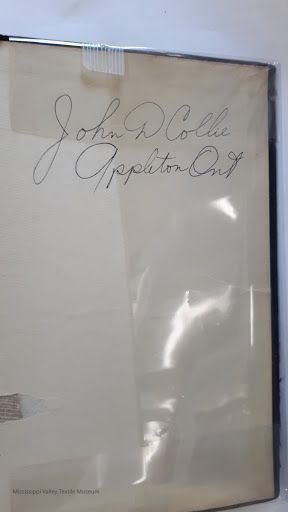 John D Collie
Appleton Ont
Mississippi Valley Textile Museum